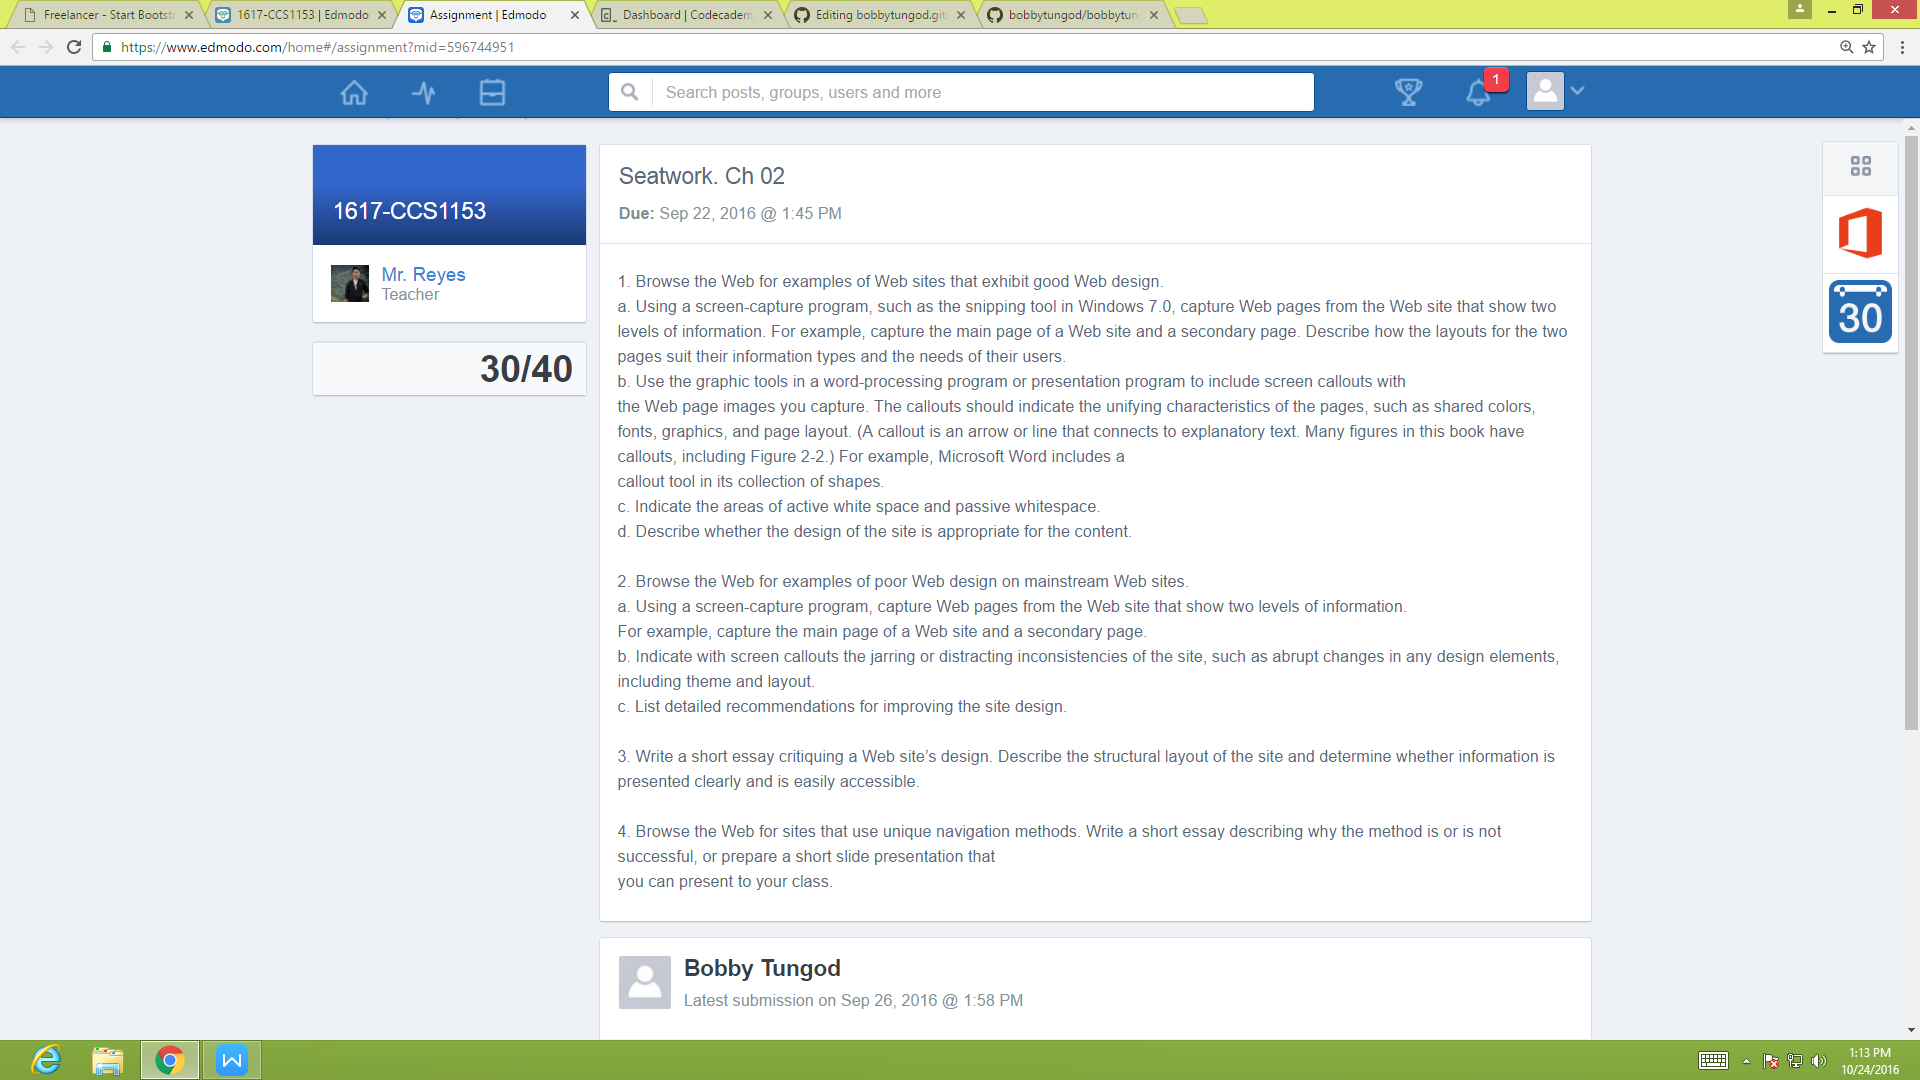 Freelancer - Start Bootst
1617-CCS1153 | Edmodo
Assignment | Edmodo
Dashboard | Codecadem
Editing bobbytungod.git
bobbytungod/bobbytun
https://www.edmodo.com/home#/assignment?mid=596744951
Search posts, groups, users and more
1
1617-CCS1153
Mr. Reyes
Teacher
30/40
Seatwork. Ch 02
Due: Sep 22, 2016 @ 1:45 PM
1. Browse the Web for examples of Web sites that exhibit good Web design.
a. Using a screen-capture program, such as the snipping tool in Windows 7.0, capture Web pages from the Web site that show two
levels of information. For example, capture the main page of a Web site and a secondary page. Describe how the layouts for the two
pages suit their information types and the needs of their users.
b. Use the graphic tools in a word-processing program or presentation program to include screen callouts with
the Web page images you capture. The callouts should indicate the unifying characteristics of the pages, such as shared colors,
fonts, graphics, and page layout. (A callout is an arrow or line that connects to explanatory text. Many figures in this book have
callouts, including Figure 2-2.) For example, Microsoft Word includes a
callout tool in its collection of shapes.
c. Indicate the areas of active white space and passive whitespace.
d. Describe whether the design of the site is appropriate for the content.
2. Browse the Web for examples of poor Web design on mainstream Web sites.
a. Using a screen-capture program, capture Web pages from the Web site that show two levels of information.
For example, capture the main page of a Web site and a secondary page.
b. Indicate with screen callouts the jarring or distracting inconsistencies of the site, such as abrupt changes in any design elements,
including theme and layout.
c. List detailed recommendations for improving the site design.
3. Write a short essay critiquing a Web site’s design. Describe the structural layout of the site and determine whether information is
presented clearly and is easily accessible.
4. Browse the Web for sites that use unique navigation methods. Write a short essay describing why the method is or is not
successful, or prepare a short slide presentation that
you can present to your class.
Bobby Tungod
Latest submission on Sep 26, 2016 @ 1:58 PM
30
1:13 PM
10/24/2016